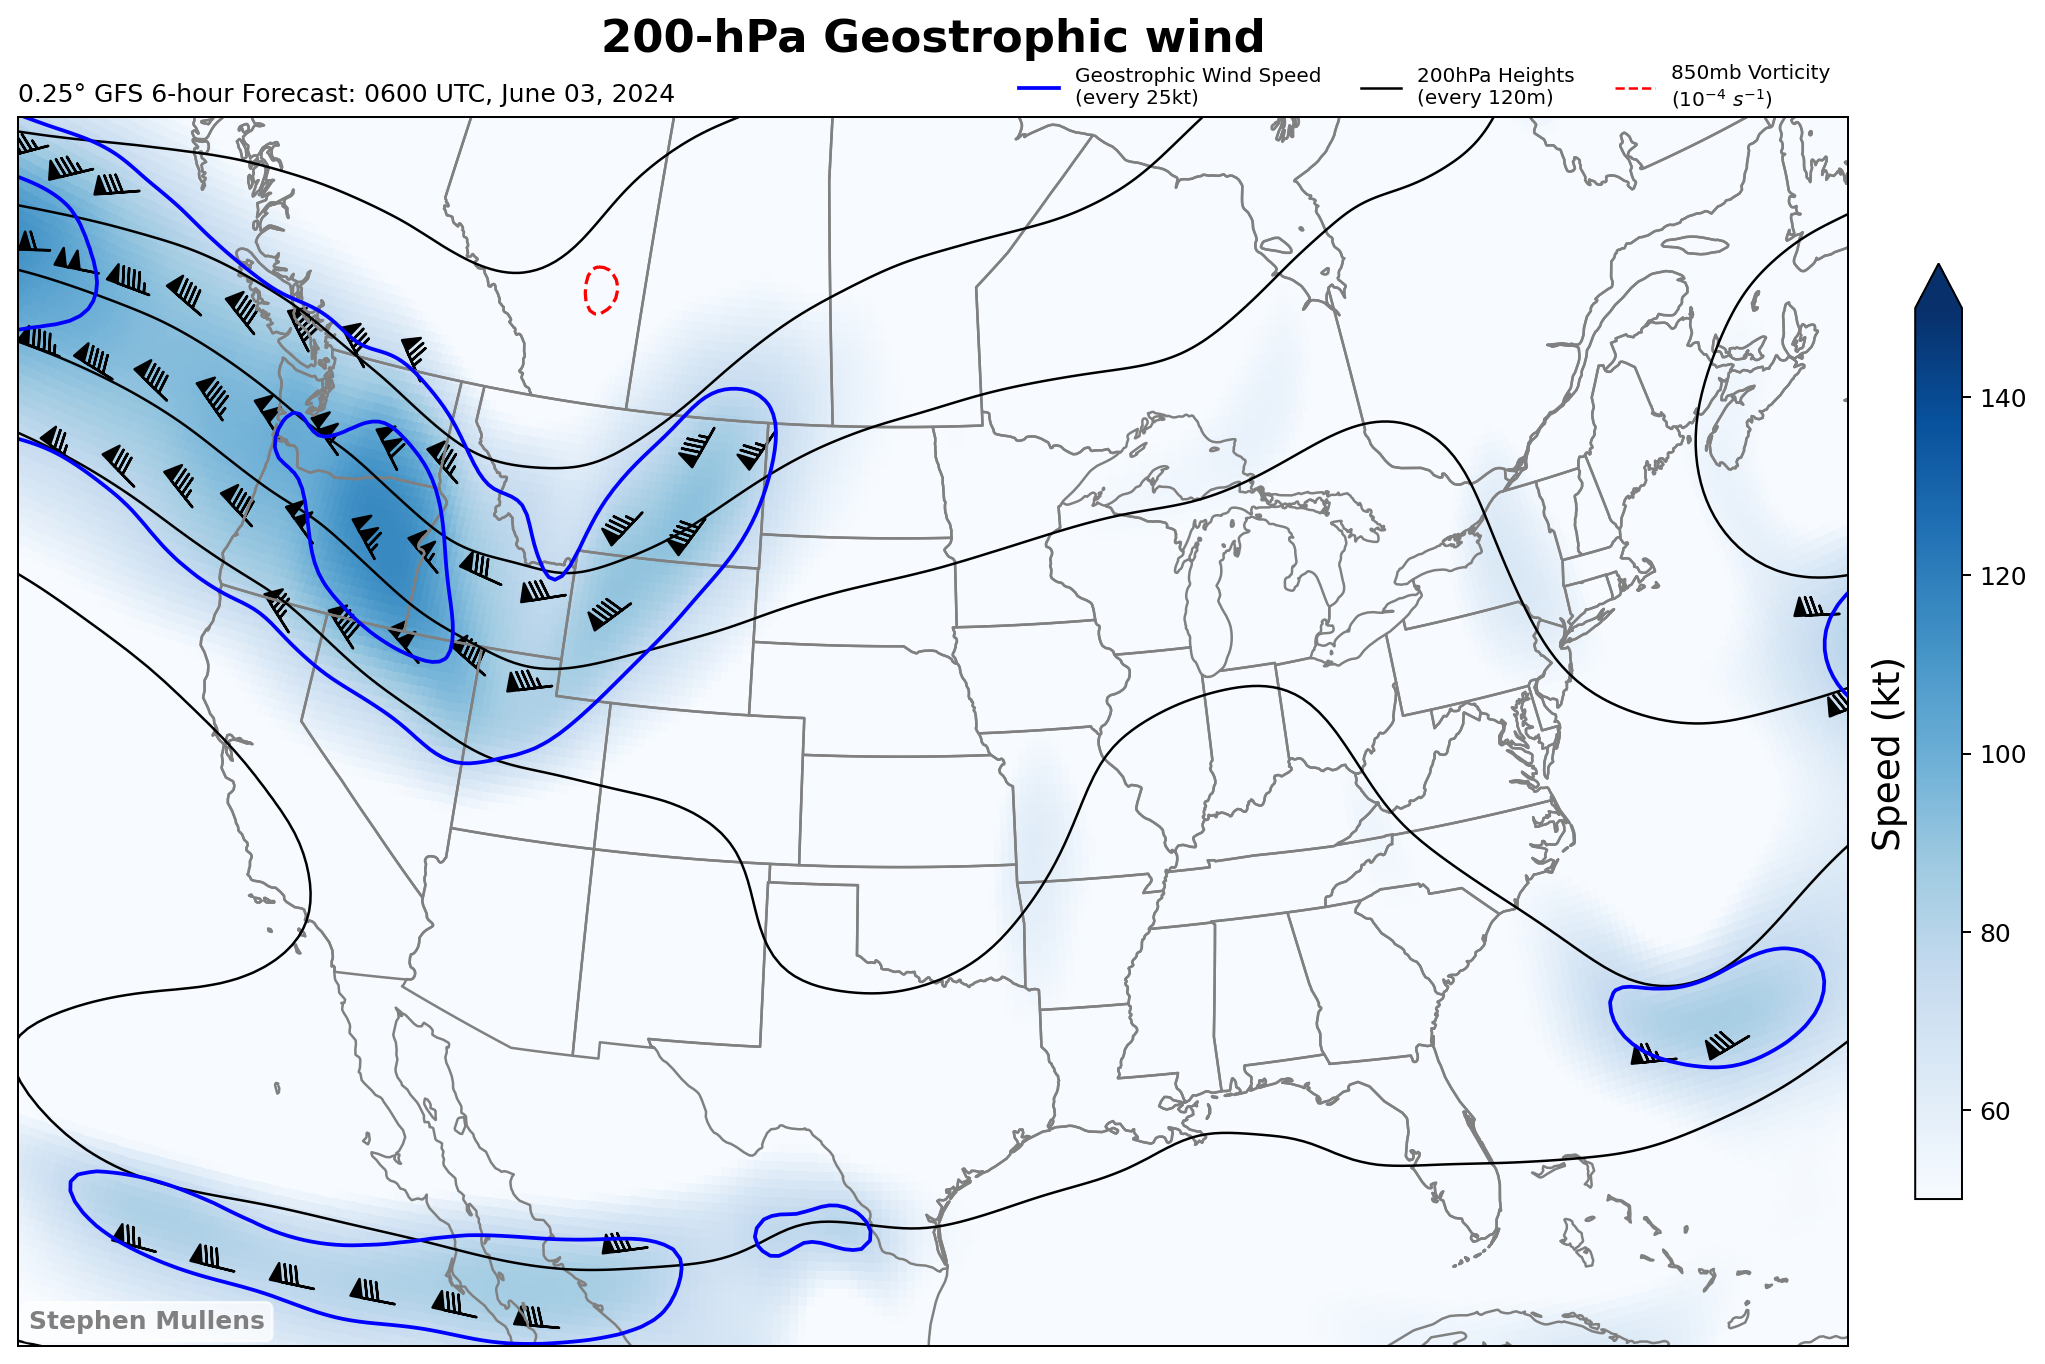 200-hPa Geostrophic wind
0.25° GFS 6-hour Forecast: 0600 UTC, June 03, 2024
Geostrophic Wind Speed
(every 25kt)
200hPa Heights
(every 120m)
850mb Vorticity
(10⁻⁴ s⁻¹)
140
120
100
80
60
Speed (kt)
Stephen Mullens